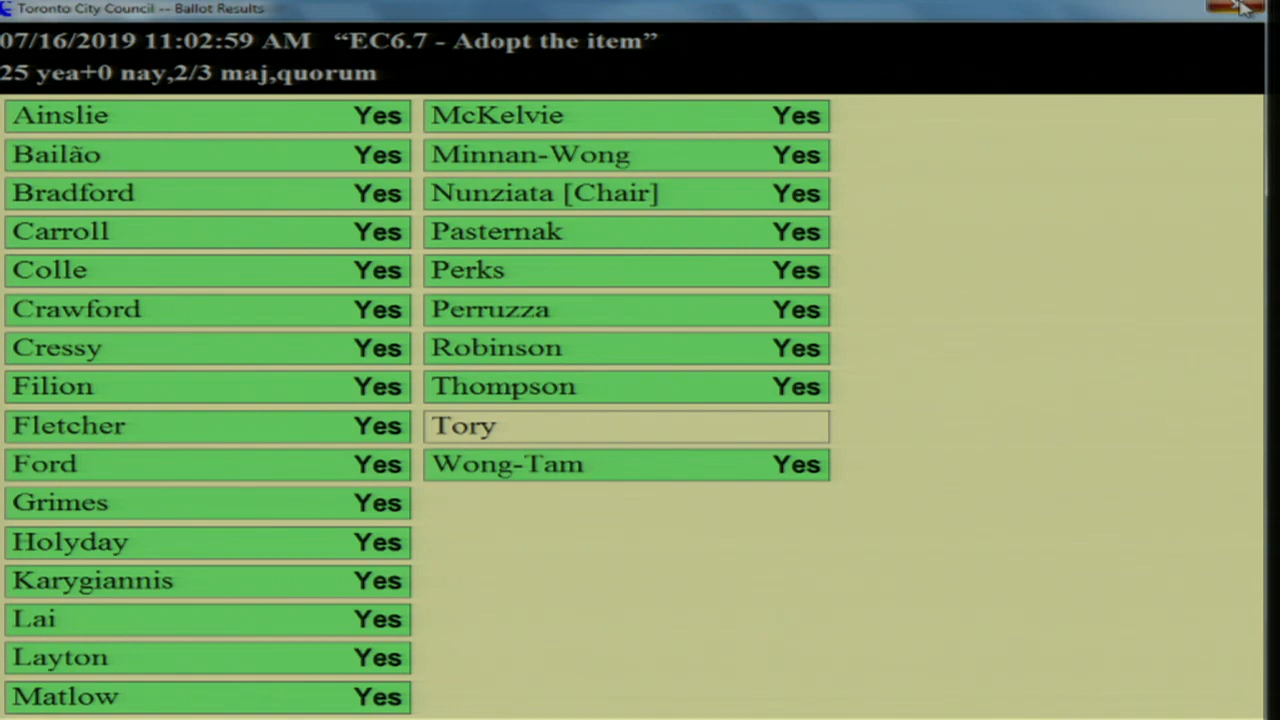 Toronto City Council -- Ballot Results
07/16/2019 11:02:59 AM “EC6.7 - Adopt the item”
25 yea+0 nay,2/3 maj,quorum
Ainslie Yes
Bailão Yes
Bradford Yes
Carroll Yes
Colle Yes
Crawford Yes
Cressy Yes
Filion Yes
Fletcher Yes
Ford Yes
Grimes Yes
Holyday Yes
Karygiannis Yes
Lai Yes
Layton Yes
Matlow Yes
McKelvie Yes
Minnan-Wong Yes
Nunziata [Chair] Yes
Pasternak Yes
Perks Yes
Perruzza Yes
Robinson Yes
Thompson Yes
Tory
Wong-Tam Yes